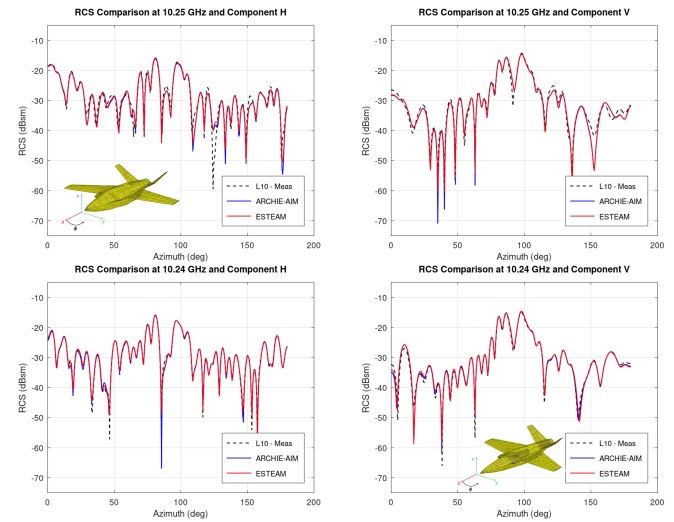 RCS Comparison at 10.25 GHz and Component H
-10
-20
-30
-40
-50
-60
-70
RCS (dBsm)
0
50
100
150
200
Azimuth (deg)
L10 - Meas
ARCHIE-AIM
ESTEAM
RCS Comparison at 10.25 GHz and Component V
-10
-20
-30
-40
-50
-60
-70
RCS (dBsm)
0
50
100
150
200
Azimuth (deg)
L10 - Meas
ARCHIE-AIM
ESTEAM
RCS Comparison at 10.24 GHz and Component H
-10
-20
-30
-40
-50
-60
-70
RCS (dBsm)
0
50
100
150
200
Azimuth (deg)
L10 - Meas
ARCHIE-AIM
ESTEAM
RCS Comparison at 10.24 GHz and Component V
-10
-20
-30
-40
-50
-60
-70
RCS (dBsm)
0
50
100
150
200
Azimuth (deg)
L10 - Meas
ARCHIE-AIM
ESTEAM